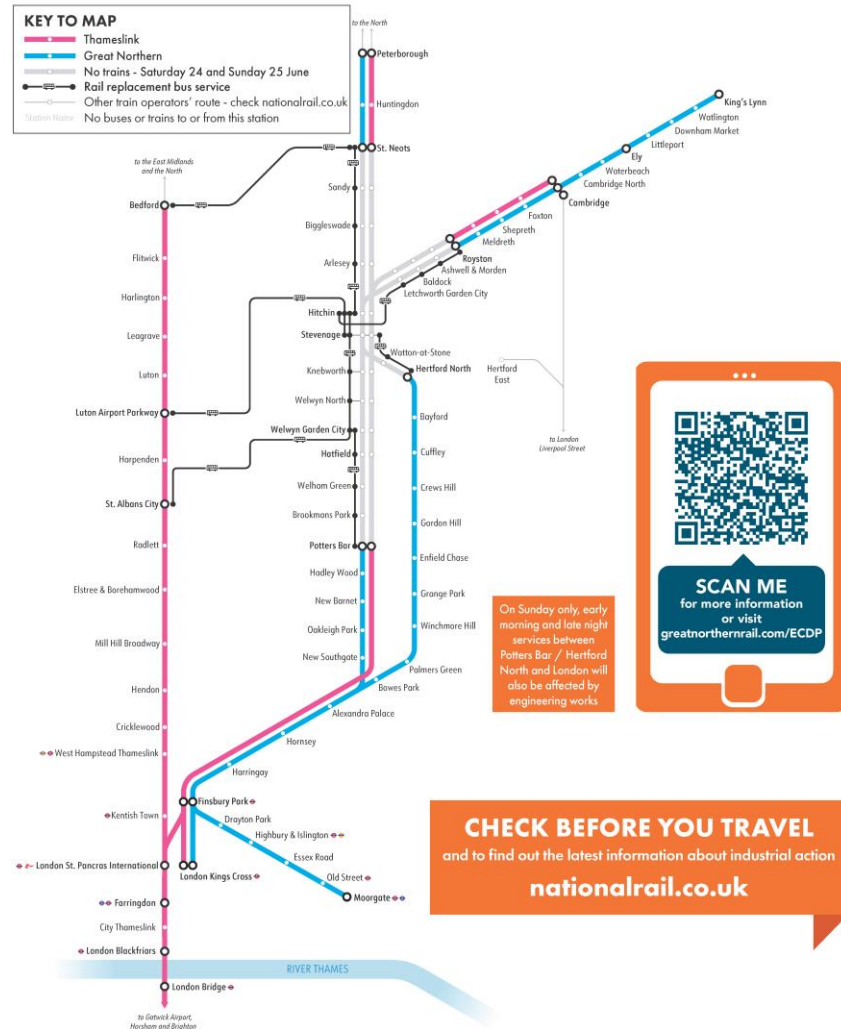 KEY TO MAP
Thameslink
Great Northern
No trains - Saturday 24 and Sunday 25 June
Rail replacement bus service
Other train operators' route - check nationalrail.co.uk
Station Name No buses or trains to or from this station
to the North
Peterborough
Huntingdon
St. Neots
Sandy
Biggleswade
Arlesey
Hitchin
Stevenage
Knebworth
Welwyn North
Welwyn Garden City
Hatfield
Welham Green
Brookmans Park
Potters Bar
Hadley Wood
New Barnet
Oakleigh Park
New Southgate
King's Lynn
Watlington
Downham Market
Littleport
Ely
Waterbeach
Cambridge North
Cambridge
Foxton
Shepreth
Meldreth
Royston
Ashwell & Morden
Baldock
Letchworth Garden City
Watton-at-Stone
Hertford North
Bayford
Cuffley
Crews Hill
Gordon Hill
Enfield Chase
Grange Park
Winchmore Hill
Palmers Green
Bowes Park
Alexandra Palace
Hornsey
Harringay
Finsbury Park
Drayton Park
Highbury & Islington
Essex Road
Old Street
Moorgate
London Kings Cross
Hertford
East
to London
Liverpool Street
to the East Midlands
and the North
Bedford
Flitwick
Harlington
Leagrave
Luton
Luton Airport Parkway
Harpenden
St. Albans City
Radlett
Elstree & Borehamwood
Mill Hill Broadway
Hendon
Cricklewood
West Hampstead Thameslink
Kentish Town
London St. Pancras International
Farringdon
City Thameslink
London Blackfriars
RIVER THAMES
London Bridge
to Gatwick Airport,
Horsham and Brighton
On Sunday only, early
morning and late night
services between
Potters Bar / Hertford
North and London will
also be affected by
engineering works
SCAN ME
for more information
or visit
greatnorthernrail.com/ECDP
CHECK BEFORE YOU TRAVEL
and to find out the latest information about industrial action
nationalrail.co.uk